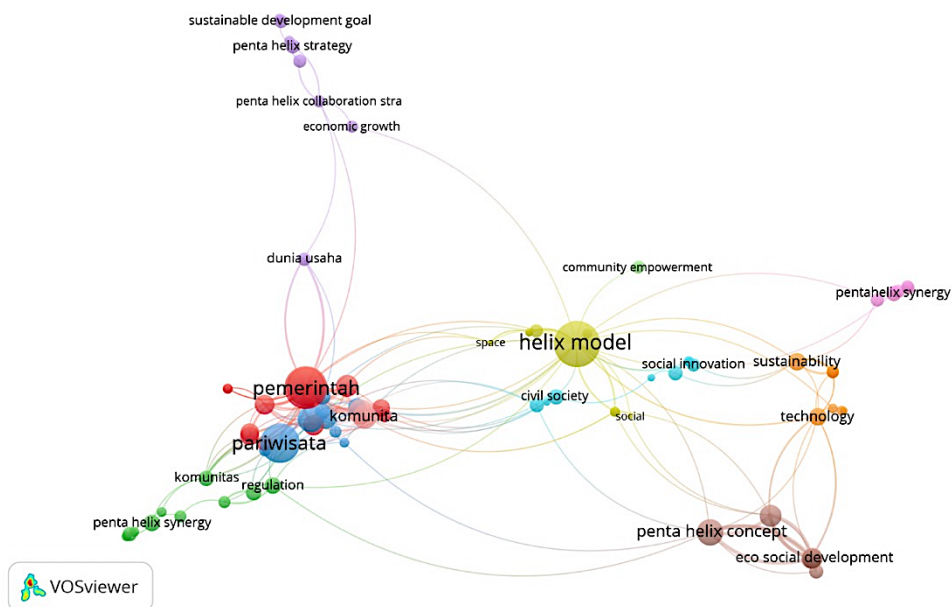 sustainable development goal
penta helix strategy
penta helix collaboration stra
economic growth
dunia usaha
community empowerment
pentahelix synergy
space
helix model
social innovation
sustainability
pemerintah
komunita
civil society
social
technology
pariwisata
komunitas
regulation
penta helix synergy
penta helix concept
eco social development
VOSviewer